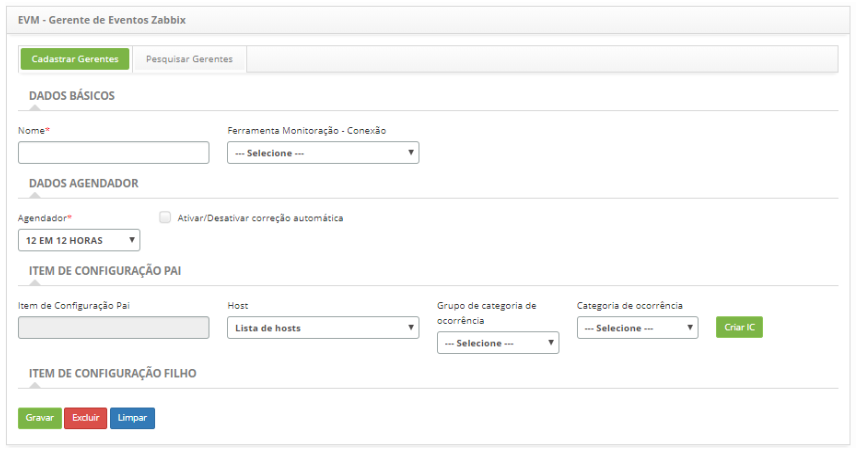 EVM - Gerente de Eventos Zabbix
Cadastrar Gerentes Pesquisar Gerentes
DADOS BÁSICOS
Nome* Ferramenta Monitoração - Conexão
--- Selecione ---
DADOS AGENDADOR
Agendador* Ativar/Desativar correção automática
12 EM 12 HORAS
ITEM DE CONFIGURAÇÃO PAI
Item de Configuração Pai Host Grupo de categoria de ocorrência Categoria de ocorrência
Lista de hosts --- Selecione --- --- Selecione --- Criar IC
ITEM DE CONFIGURAÇÃO FILHO
Gravar Excluir Limpar